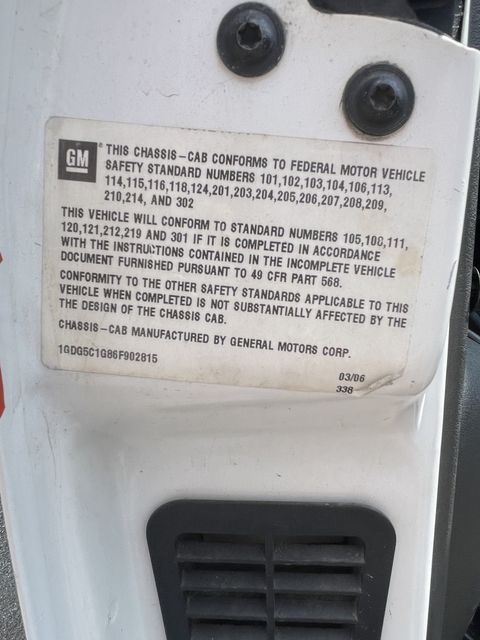 GM ® THIS CHASSIS-CAB CONFORMS TO FEDERAL MOTOR VEHICLE
SAFETY STANDARD NUMBERS 101,102,103,104,106,113,
114,115,116,118,124,201,203,204,205,206,207,208,209,
210,214, AND 302
THIS VEHICLE WILL CONFORM TO STANDARD NUMBERS 105,108,111,
120,121,212,219 AND 301 IF IT IS COMPLETED IN ACCORDANCE
WITH THE INSTRUCTIONS CONTAINED IN THE INCOMPLETE VEHICLE
DOCUMENT FURNISHED PURSUANT TO 49 CFR PART 568.
CONFORMITY TO THE OTHER SAFETY STANDARDS APPLICABLE TO THIS
VEHICLE WHEN COMPLETED IS NOT SUBSTANTIALLY AFFECTED BY THE
THE DESIGN OF THE CHASSIS CAB.
CHASSIS-CAB MANUFACTURED BY GENERAL MOTORS CORP.
1GDG5C1G86F902815
03/06
338